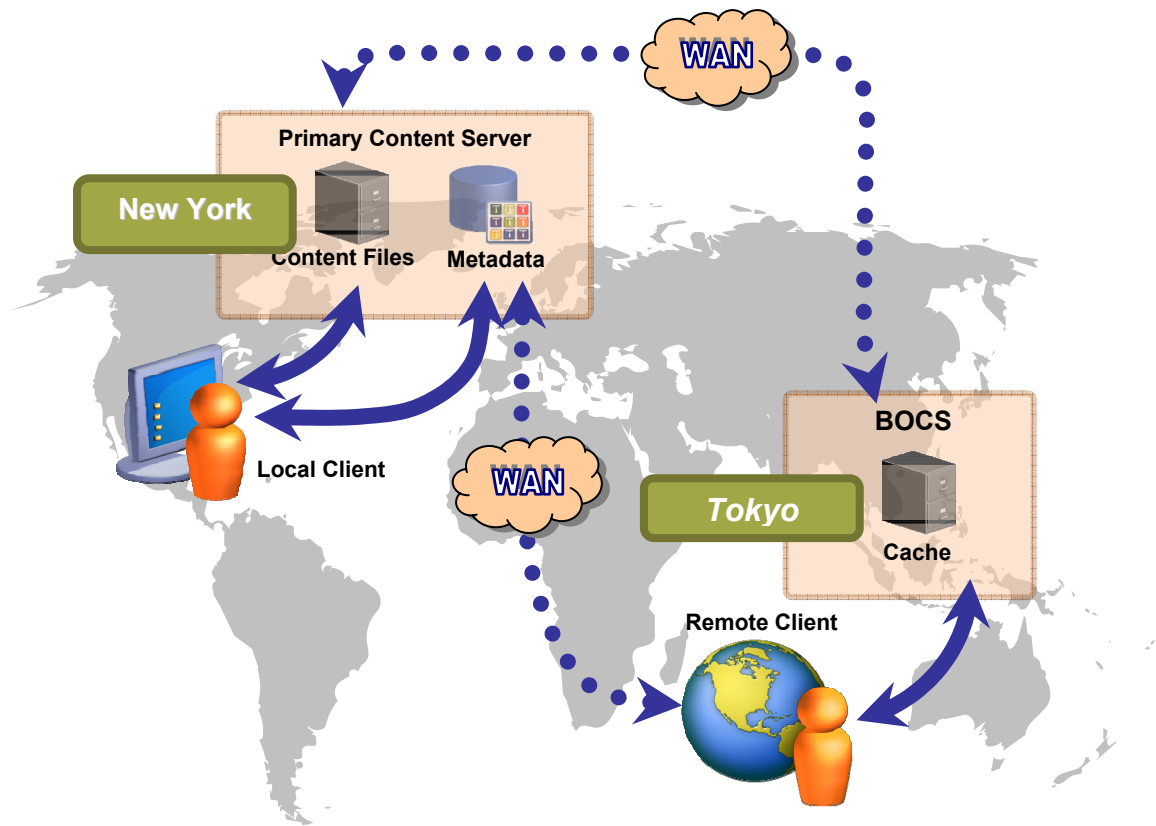 WAN
Primary Content Server
New York
Content Files
Metadata
BOCS
Local Client
WAN
Tokyo
Cache
Remote Client